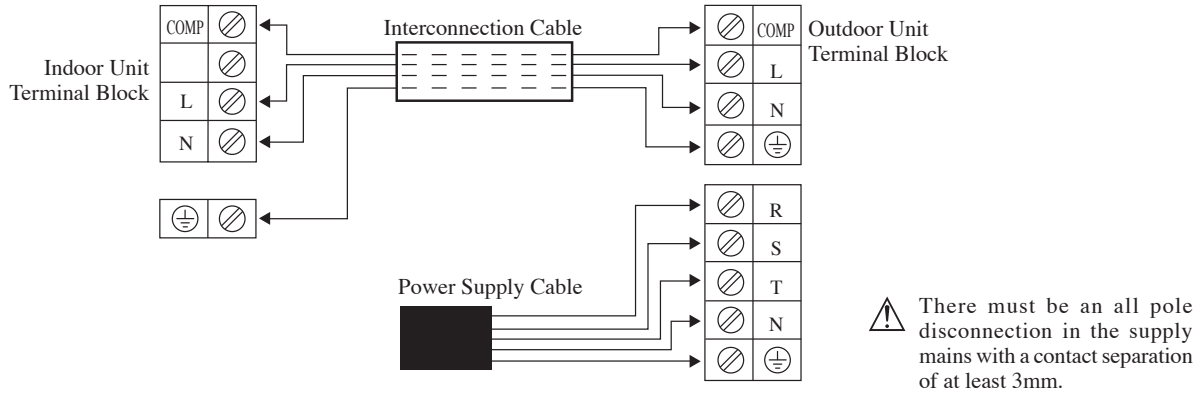 Interconnection Cable
Indoor Unit
Terminal Block
COMP
L
N
COMP
L
N
Outdoor Unit
Terminal Block
Power Supply Cable
R
S
T
N
There must be an all pole
disconnection in the supply
mains with a contact separation
of at least 3mm.